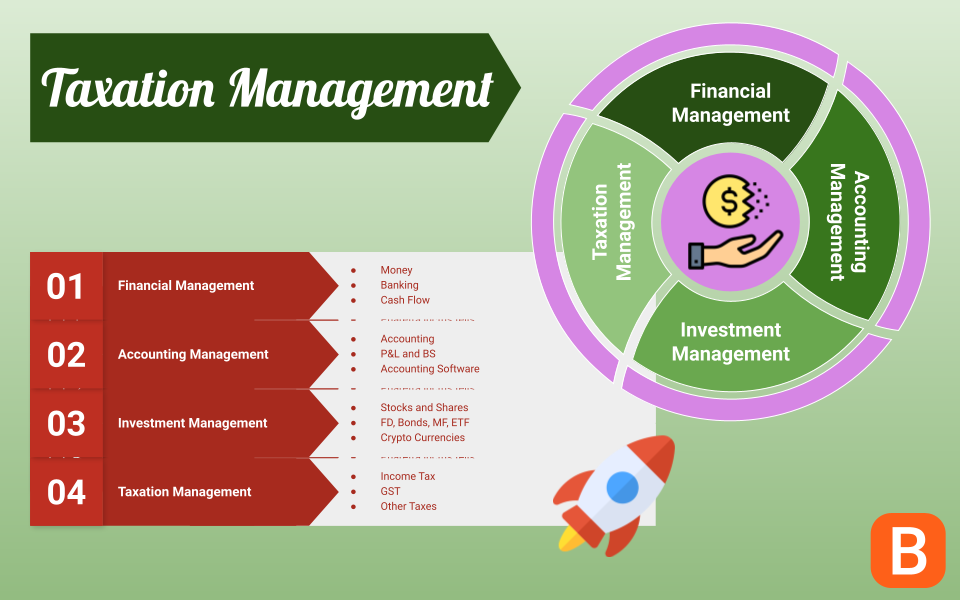 Taxation Management
Financial
Management
Accounting
Management
Investment
Management
Taxation
Management
$
01
Financial Management
● Money
● Banking
● Cash Flow
02
Accounting Management
● Accounting
● P&L and BS
● Accounting Software
03
Investment Management
● Stocks and Shares
● FD, Bonds, MF, ETF
● Crypto Currencies
04
Taxation Management
● Income Tax
● GST
● Other Taxes
B